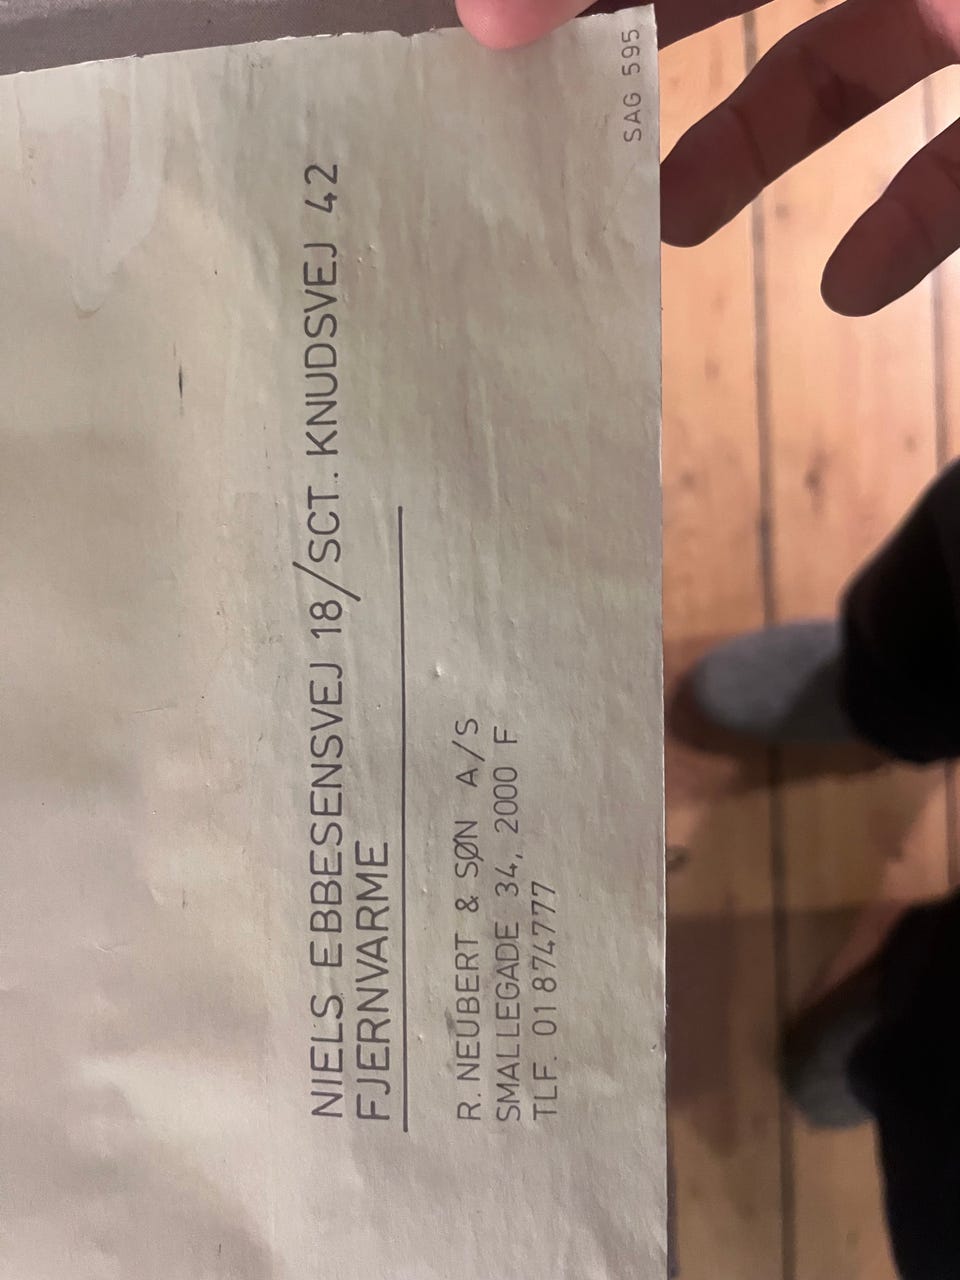 NIELS EBBESENSVEJ 18/SCT. KNUDSVEJ 42
FJERNVARME
R. NEUBERT & SØN A/S
SMALLEGADE 34, 2000 F
TLF. 01 874777
SAG 595